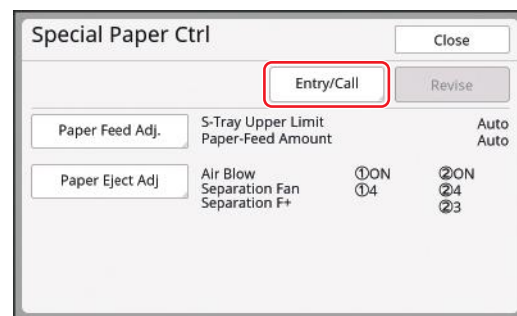 Special Paper Ctrl
Close
Entry/Call
Revise
Paper Feed Adj.
S-Tray Upper Limit Auto
Paper-Feed Amount Auto
Paper Eject Adj
Air Blow ①ON ②ON
Separation Fan ①4 ②4
Separation F+ ②3